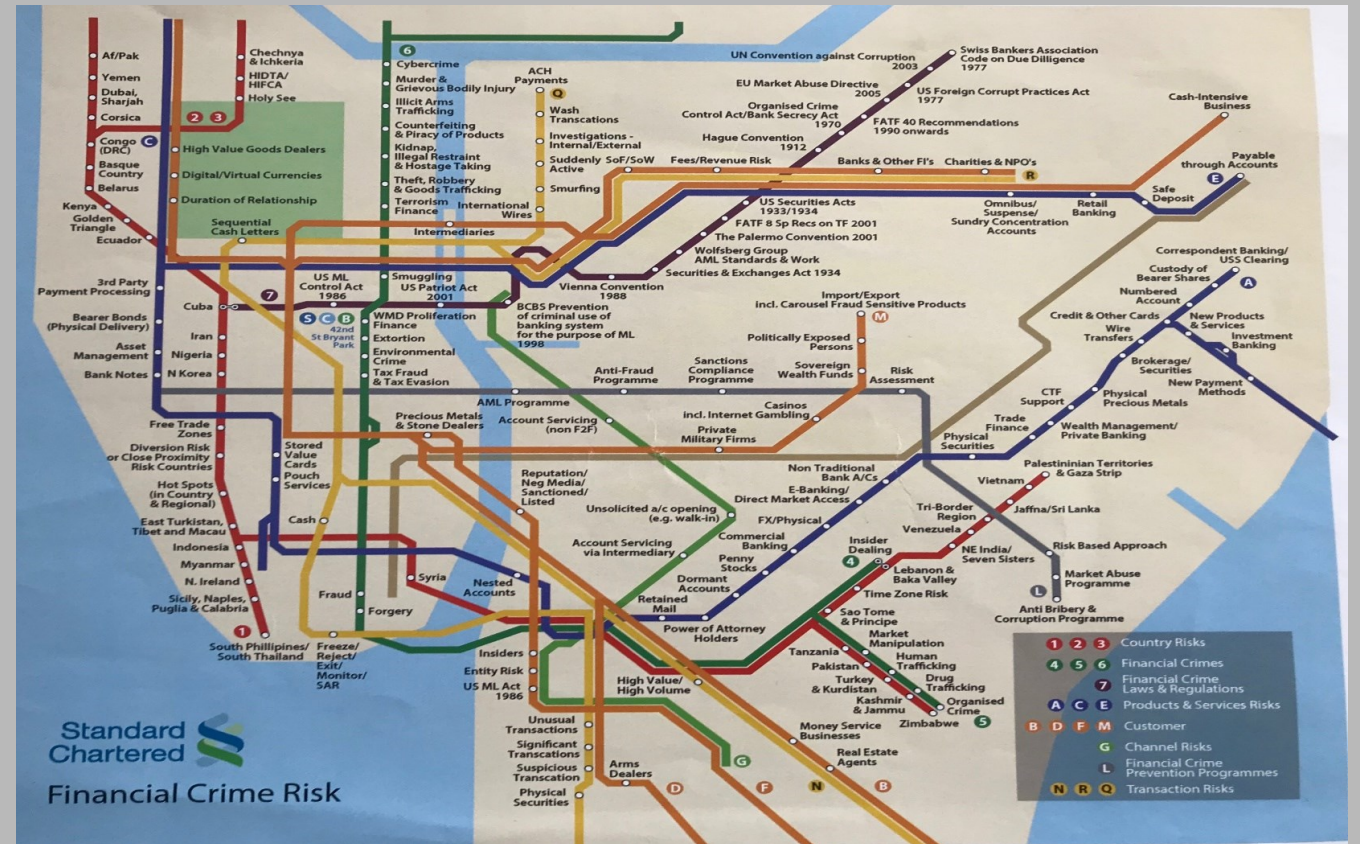 Af/Pak
Yemen
Dubai,
Sharjah
Corsica
Congo
(DRC)
C
Basque
Country
Belarus
Kenya
Golden
Triangle
Ecuador
Chechnya
& Ichkeria
HIDTA/
HIFCA
Holy See
2 3
High Value Goods Dealers
Digital/Virtual Currencies
Duration of Relationship
Sequential
Cash Letters
6
Cybercrime
Murder &
Grievous Bodily Injury
Illicit Arms
Trafficking
Counterfeiting
& Piracy of Products
Kidnap,
Illegal Restraint
& Hostage Taking
Theft, Robbery
& Goods Trafficking
Terrorism
Finance
International
Wires
Intermediaries
ACH
Payments
Q
Wash
Transcations
Investigations -
Internal/External
Suddenly
Active
Smurfing
SoF/SoW
Fees/Revenue Risk
Banks & Other FI's
Charities & NPO's
R
UN Convention against Corruption
2003
EU Market Abuse Directive
2005
Organised Crime
Control Act/Bank Secrecy Act
1970
Hague Convention
1912
Swiss Bankers Association
Code on Due Dilligence
1977
US Foreign Corrupt Practices Act
1977
FATF 40 Recommendations
1990 onwards
Cash-Intensive
Business
Payable
through Accounts
E
Safe
Deposit
Retail
Banking
Omnibus/
Suspense/
Sundry Concentration
Accounts
US Securities Acts
1933/1934
FATF 8 Sp Recs on TF 2001
The Palermo Convention 2001
Wolfsberg Group
AML Standards & Work
Securities & Exchanges Act 1934
Vienna Convention
1988
3rd Party
Payment Processing
Bearer Bonds
(Physical Delivery)
Asset
Management
Bank Notes
Cuba
7
Iran
Nigeria
N Korea
US ML
Control Act
1986
S C B
42nd
St Bryant
Park
Smuggling
US Patriot Act
2001
WMD Proliferation
Finance
Extortion
Environmental
Crime
Tax Fraud
& Tax Evasion
BCBS Prevention
of criminal use of
banking system
for the purpose of ML
1998
Import/Export
incl. Carousel Fraud Sensitive Products
M
Politically Exposed
Persons
Sovereign
Wealth Funds
Risk
Assessment
Sanctions
Compliance
Programme
Anti-Fraud
Programme
AML Programme
Casinos
incl. Internet Gambling
Private
Military Firms
Account Servicing
(non F2F)
Precious Metals
& Stone Dealers
Correspondent Banking/
USS Clearing
Custody of
Bearer Shares
A
Numbered
Account
Credit & Other Cards
New Products
& Services
Wire
Transfers
Investment
Banking
Brokerage/
Securities
New Payment
Methods
CTF
Support
Physical
Precious Metals
Trade
Finance
Wealth Management/
Private Banking
Physical
Securities
Free Trade
Zones
Diversion Risk
or Close Proximity
Risk Countries
Hot Spots
(in Country
& Regional)
East Turkistan,
Tibet and Macau
Indonesia
Myanmar
N. Ireland
Sicily, Naples,
Puglia & Calabria
1
South Phillipines/
South Thailand
Stored
Value
Cards
Pouch
Services
Cash
Fraud
Forgery
Freeze/
Reject/
Exit/
Monitor/
SAR
Syria
Nested
Accounts
Reputation/
Neg Media/
Sanctioned/
Listed
Unsolicited a/c opening
(e.g. walk-in)
Account Servicing
via Intermediary
Non Traditional
Bank A/Cs
E-Banking/
Direct Market Access
FX/Physical
Commercial
Banking
Penny
Stocks
Dormant
Accounts
Retained
Mail
Power of Attorney
Holders
Palestininian Territories
& Gaza Strip
Vietnam
Jaffna/Sri Lanka
Tri-Border
Region
Venezuela
NE India/
Seven Sisters
Insider
Dealing
4
Lebanon &
Baka Valley
Time Zone Risk
Sao Tome
& Principe
Risk Based Approach
Market Abuse
Programme
L
Anti Bribery &
Corruption Programme
Tanzania
Pakistan
Turkey
& Kurdistan
Kashmir
& Jammu
Zimbabwe
Market
Manipulation
Human
Trafficking
Drug
Trafficking
Organised
Crime
5
Insiders
Entity Risk
US ML Act
1986
High Value/
High Volume
Unusual
Transactions
Significant
Transcations
Suspicious
Transcation
Physical
Securities
Arms
Dealers
G
D
F
N
B
Money Service
Businesses
Real Estate
Agents
1 2 3 Country Risks
4 5 6 Financial Crimes
7 Financial Crime
Laws & Regulations
A C E Products & Services Risks
B D F M Customer
G Channel Risks
L Financial Crime
Prevention Programmes
N R Q Transaction Risks
Standard
Chartered
Financial Crime Risk